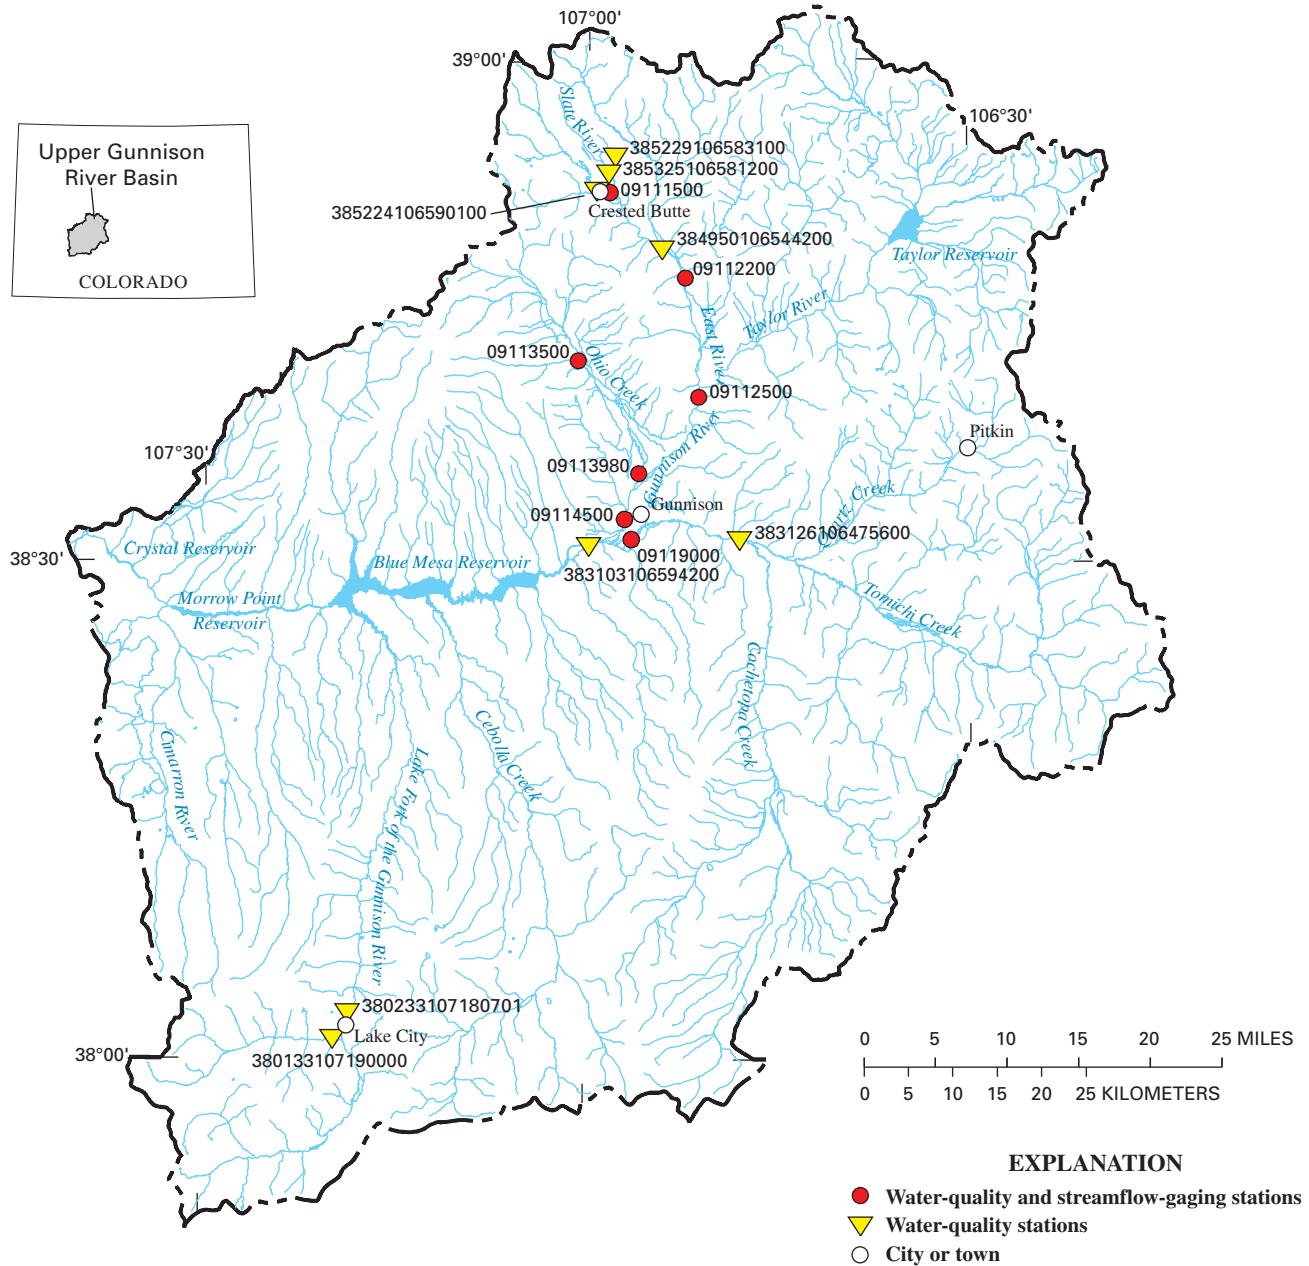 107°00'
39°00'
106°30'
Upper Gunnison
River Basin
COLORADO
Slate River
385229106583100
385325106581200
09111500
385224106590100
Crested Butte
384950106544200
Taylor Reservoir
09112200
Taylor River
East River
09113500
Ohio Creek
09112500
Pitkin
107°30'
Gunnison River
09113980
Quartz Creek
Gunnison
09114500
383126106475600
38°30'
Crystal Reservoir
Blue Mesa Reservoir
09119000
383103106594200
Morrow Point
Reservoir
Tomichi Creek
Cochetopa Creek
Cebolla Creek
Cimarron River
Lake Fork of the Gunnison River
380233107180701
Lake City
38°00'
380133107190000
0 5 10 15 20 25 MILES
0 5 10 15 20 25 KILOMETERS
EXPLANATION
Water-quality and streamflow-gaging stations
Water-quality stations
City or town